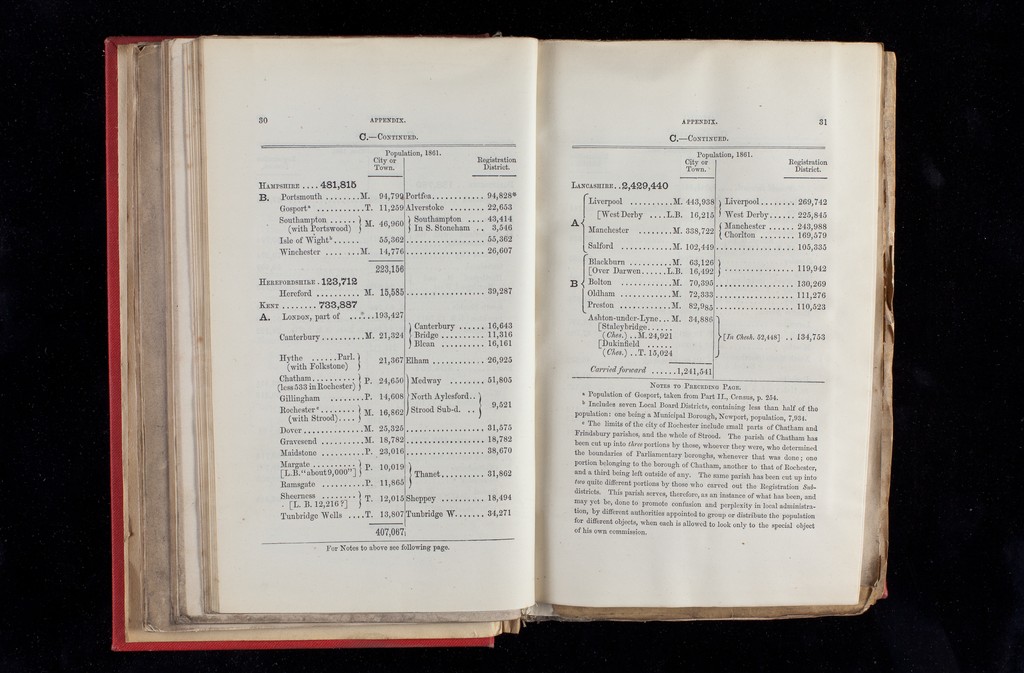 30 APPENDIX.
C.—CONTINUED.
Population, 1861.
City or Town. Registration District.
HAMPSHIRE .... 481,815
B. Portsmouth ........ M. 94,799 Portsea ............ 94,828*
Gosportᵃ ............ T. 11,259 Alverstoke ........ 22,653
Southampton ...... (with Portswood) } M. 46,960 } Southampton .... 43,414
In S. Stoneham .. 3,546
Isle of Wightᵇ ...... 55,362 .................. 55,362
Winchester ........ M. 14,776 .................. 26,607
223,156
HEREFORDSHIRE . 123,712
Hereford .......... M. 15,585 .................. 39,287
KENT ........ 733,887
A. LONDON, part of ...... 193,427
Canterbury .......... M. 21,324 } Canterbury ...... 16,643
Bridge .......... 11,316
Blean .......... 16,161
Hythe ...... Parl. (with Folkstone) } 21,367 Elham ............ 26,925
Chatham .......... (less 533 in Rochester) } P. 24,650 } Medway ........ 51,805
Gillingham ........ P. 14,608
Rochesterᶜ ........ (with Strood) .... } M. 16,862 { North Aylesford .. Strood Sub-d. .. } 9,521
Dover .............. M. 25,325 .................. 31,575
Gravesend .......... M. 18,782 .................. 18,782
Maidstone .......... P. 23,016 .................. 38,670
Margate .......... [L.B. "about 9,000"] } P. 10,019 } Thanet .......... 31,862
Ramsgate .......... P. 11,865
Sheerness ........ [L. B. 12,216?] } T. 12,015 Sheppey .......... 18,494
Tunbridge Wells .... T. 13,807 Tunbridge W. ...... 34,271
407,067
For Notes to above see following page.
APPENDIX. 31
C.—CONTINUED.
Population, 1861.
City or Town. Registration District.
LANCASHIRE .. 2,429,440
A { Liverpool .......... M. 443,938 } Liverpool ........ 269,742
[West Derby .... L.B. 16,215 West Derby ...... 225,845
Manchester ........ M. 338,722 { Manchester ...... 243,988
Chorlton ........ 169,579
Salford ............ M. 102,449 .................. 105,335
B { Blackburn .......... M. 63,126
[Over Darwen ...... L.B. 16,492 } ................ 119,942
Bolton ............ M. 70,395 .................. 130,269
Oldham ............ M. 72,333 .................. 111,276
Preston ............ M. 82,985 .................. 110,523
Ashton-under-Lyne ... M. 34,886
[Staleybridge ......
(Ches.) .. M. 24,921
[Dukinfield ...... } [In Chesh. 52,448] .. 134,753
(Ches.) .. T. 15,024
Carried forward ...... 1,241,541
NOTES TO PRECEDING PAGE.
ᵃ Population of Gosport, taken from Part II., Census, p. 254.
ᵇ Includes seven Local Board Districts, containing less than half of the
population: one being a Municipal Borough, Newport, population, 7,934.
ᶜ The limits of the city of Rochester include small parts of Chatham and
Frindsbury parishes, and the whole of Strood. The parish of Chatham has
been cut up into three portions by those, whoever they were, who determined
the boundaries of Parliamentary boroughs, whenever that was done; one
portion belonging to the borough of Chatham, another to that of Rochester,
and a third being left outside of any. The same parish has been cut up into
two quite different portions by those who carved out the Registration Sub-
districts. This parish serves, therefore, as an instance of what has been, and
may yet be, done to promote confusion and perplexity in local administra-
tion, by different authorities appointed to group or distribute the population
for different objects, when each is allowed to look only to the special object
of his own commission.